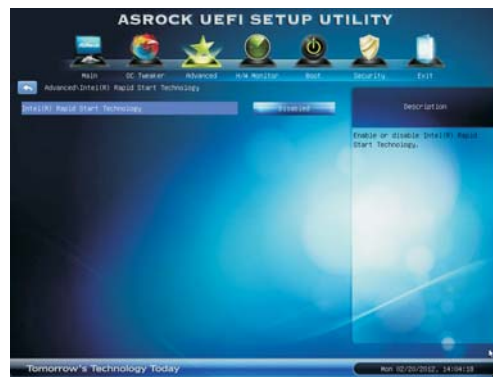 ASROCK UEFI SETUP UTILITY
Main OC Tweaker Advanced H/W Monitor Boot Security Exit
Advanced\Intel(R) Rapid Start Technology
Intel(R) Rapid Start Technology Disabled
Description
Enable or disable Intel(R) Rapid
Start Technology.
Tomorrow's Technology Today
Mon 02/20/2012, 14:04:18